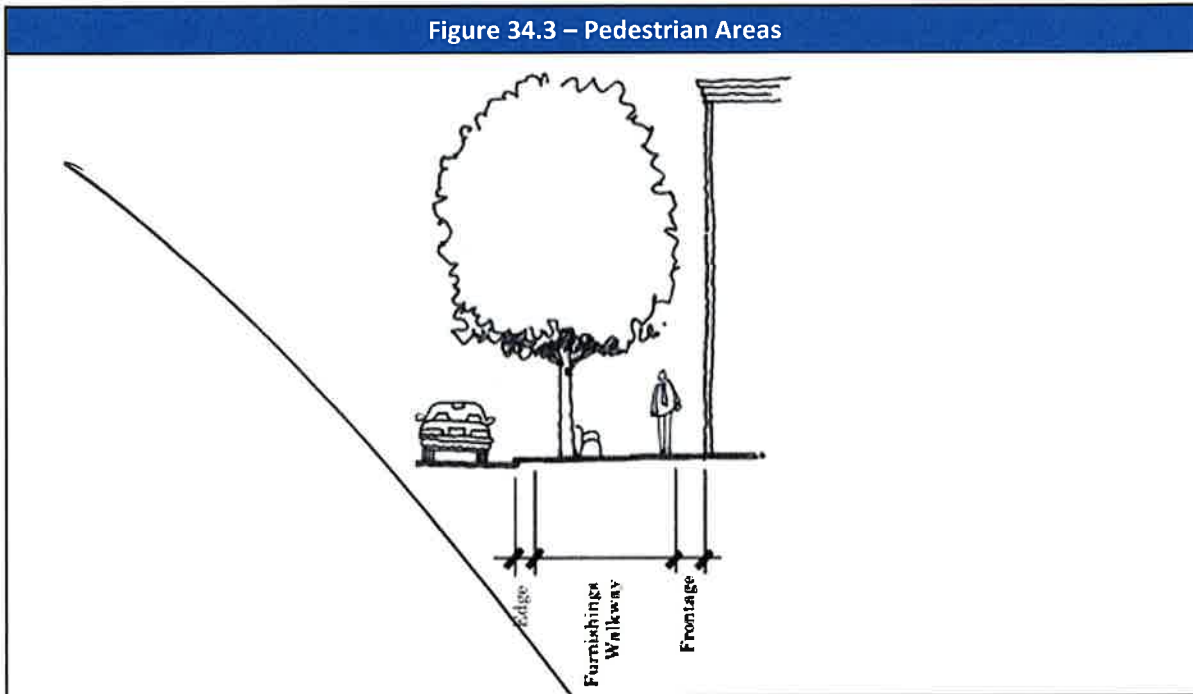 Figure 34.3 – Pedestrian Areas
Edge
Furnishings
Walkway
Frontage